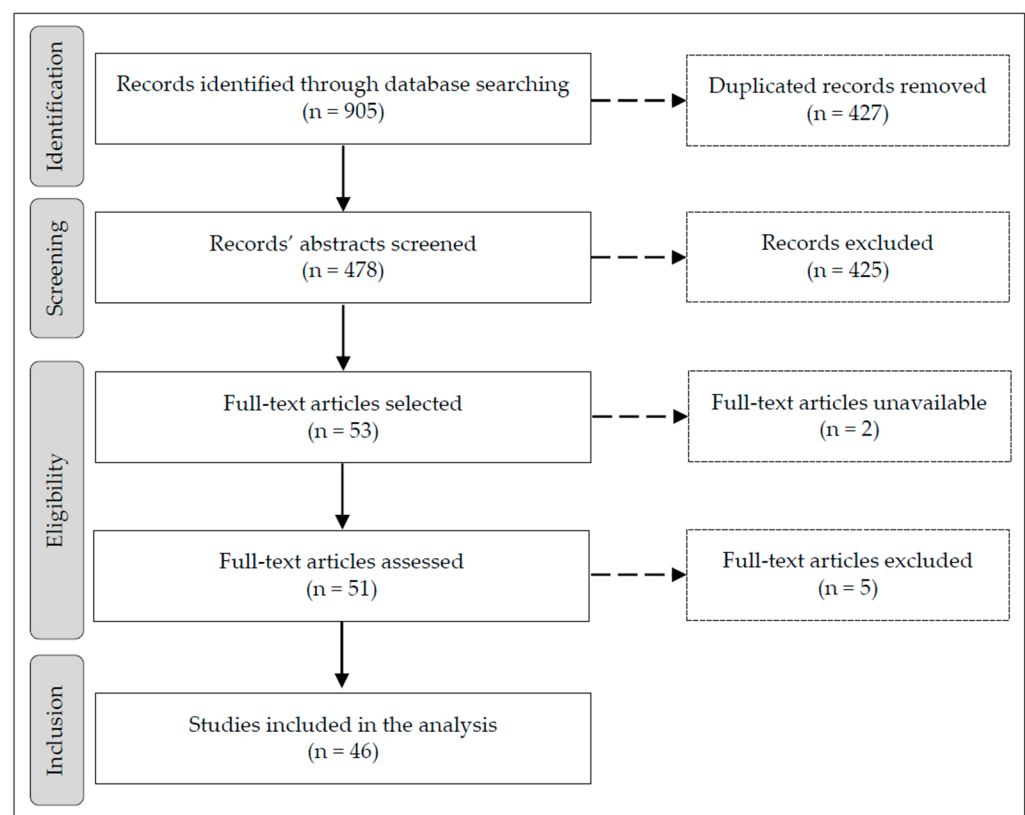 Identification
Records identified through database searching
(n = 905)
Duplicated records removed
(n = 427)
Screening
Records’ abstracts screened
(n = 478)
Records excluded
(n = 425)
Eligibility
Full-text articles selected
(n = 53)
Full-text articles unavailable
(n = 2)
Full-text articles assessed
(n = 51)
Full-text articles excluded
(n = 5)
Inclusion
Studies included in the analysis
(n = 46)